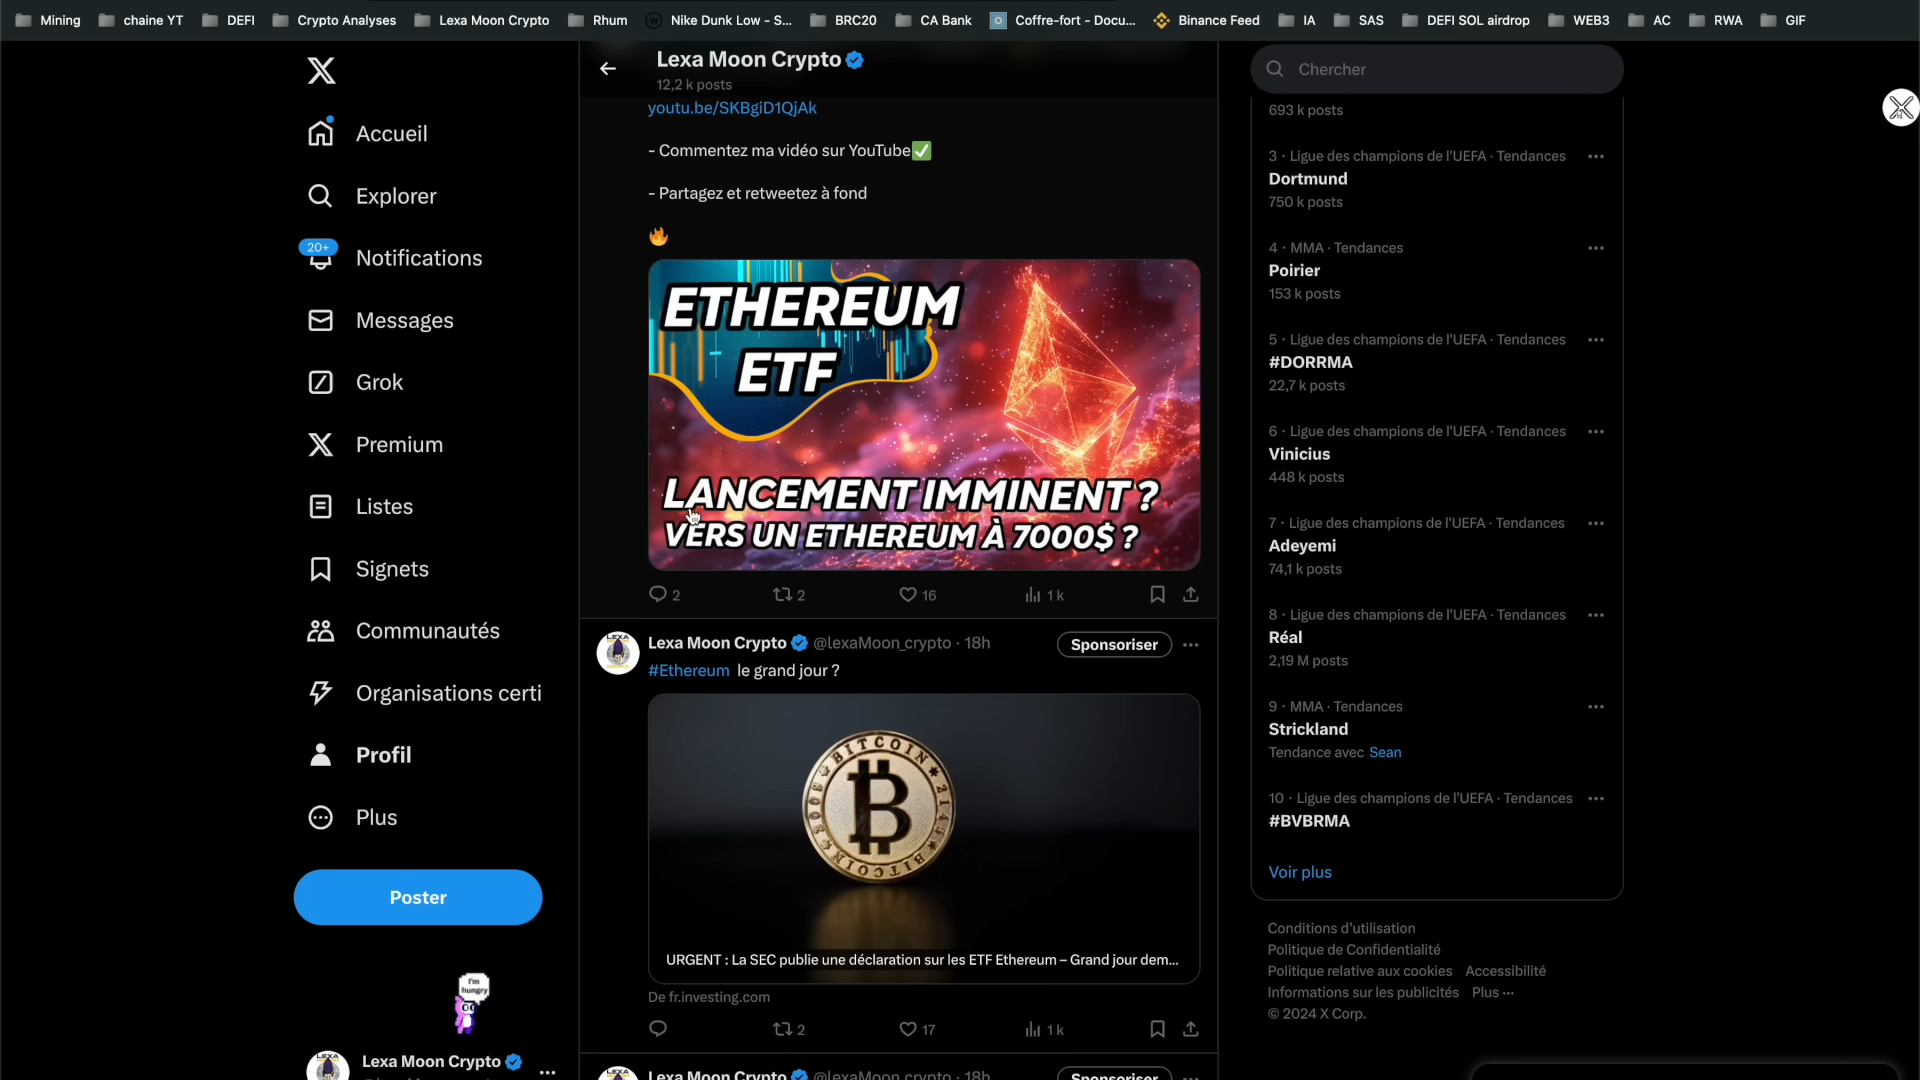 Mining
chaine YT
DEFI
Crypto Analyses
Lexa Moon Crypto
Rhum
Nike Dunk Low - S...
BRC20
CA Bank
Coffre-fort - Docu...
Binance Feed
IA
SAS
DEFI SOL airdrop
WEB3
AC
RWA
GIF
Accueil
Explorer
20+
Notifications
Messages
Grok
Premium
Listes
Signets
Communautés
Organisations certi
Profil
Plus
Poster
I'm
hungry
Lexa Moon Crypto
Lexa Moon Crypto
12,2 k posts
youtu.be/SKBgiD1QjAk
- Commentez ma vidéo sur YouTube✅
- Partagez et retweetez à fond
🔥
ETHEREUM
ETF
LANCEMENT IMMINENT ?
VERS UN ETHEREUM À 7000$ ?
2
2
16
1 k
LEXA
Lexa Moon Crypto @lexaMoon_crypto · 18h
Sponsoriser
#Ethereum le grand jour ?
BITCOIN
BITCOIN
B
URGENT : La SEC publie une déclaration sur les ETF Ethereum – Grand jour dem...
De fr.investing.com
2
17
1 k
Lexa Moon Crypto @lexaMoon_crypto · 18h
Sponsoriser
Chercher
693 k posts
3 · Ligue des champions de l'UEFA · Tendances
Dortmund
750 k posts
4 · MMA · Tendances
Poirier
153 k posts
5 · Ligue des champions de l'UEFA · Tendances
#DORRMA
22,7 k posts
6 · Ligue des champions de l'UEFA · Tendances
Vinicius
448 k posts
7 · Ligue des champions de l'UEFA · Tendances
Adeyemi
74,1 k posts
8 · Ligue des champions de l'UEFA · Tendances
Réal
2,19 M posts
9 · MMA · Tendances
Strickland
Tendance avec Sean
10 · Ligue des champions de l'UEFA · Tendances
#BVBRMA
Voir plus
Conditions d'utilisation
Politique de Confidentialité
Politique relative aux cookies Accessibilité
Informations sur les publicités Plus ···
© 2024 X Corp.